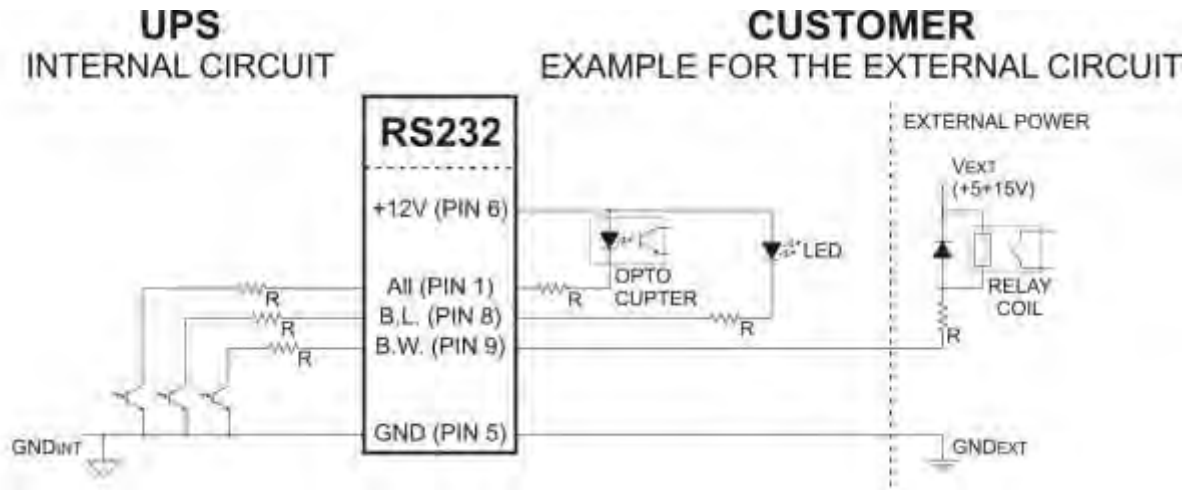 UPS
INTERNAL CIRCUIT
CUSTOMER
EXAMPLE FOR THE EXTERNAL CIRCUIT
RS232
+12V (PIN 6)
All (PIN 1)
B.L. (PIN 8)
B.W. (PIN 9)
GND (PIN 5)
R
R
R
GNDINT
OPTO
CUPTER
R
LED
R
EXTERNAL POWER
VEXT
(+5+15V)
RELAY
COIL
R
GNDEXT